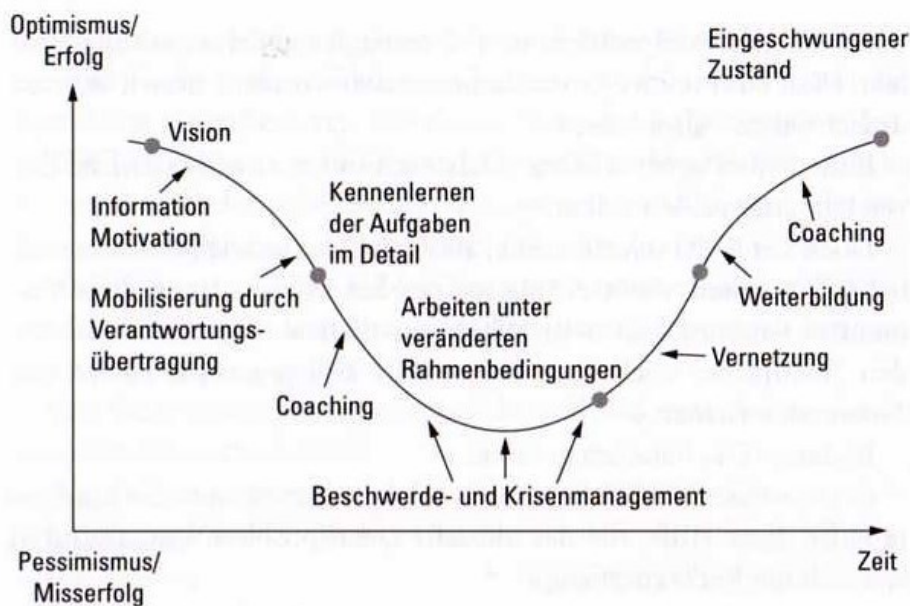 Optimismus/
Erfolg
Eingeschwungener
Zustand
Vision
Information
Motivation
Kennenlernen
der Aufgaben
im Detail
Coaching
Mobilisierung durch
Verantwortungs-
übertragung
Arbeiten unter
veränderten
Rahmenbedingungen
Weiterbildung
Vernetzung
Coaching
Beschwerde- und Krisenmanagement
Pessimismus/
Misserfolg
Zeit